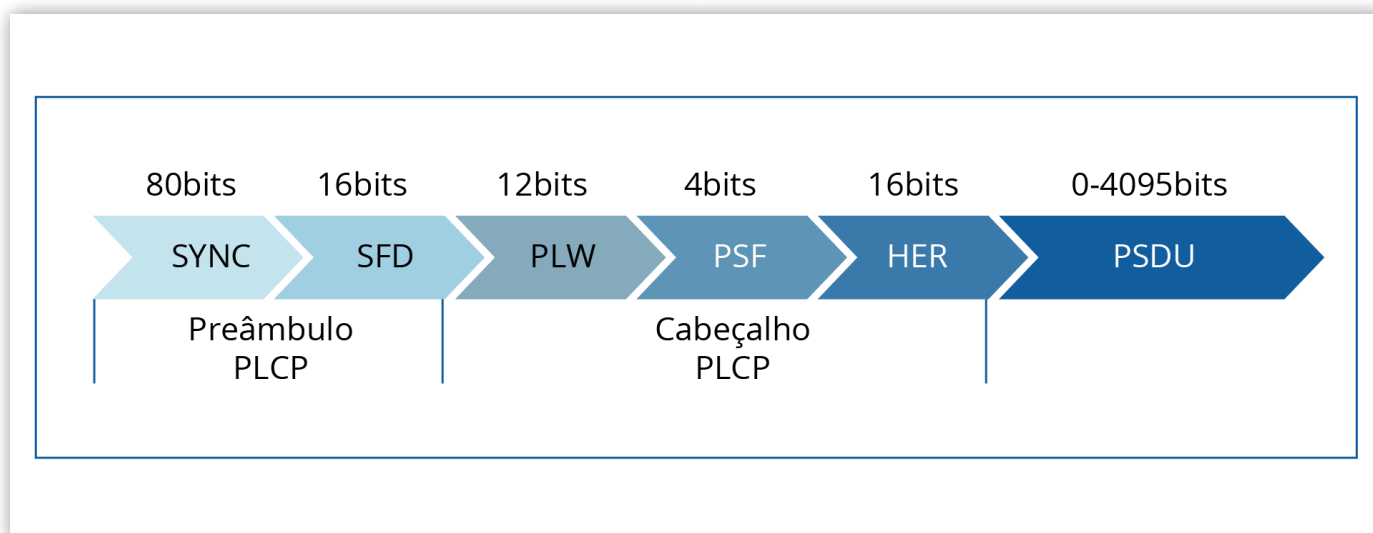 80bits 16bits 12bits 4bits 16bits 0-4095bits
SYNC SFD PLW PSF HER PSDU
Preâmbulo
PLCP
Cabeçalho
PLCP